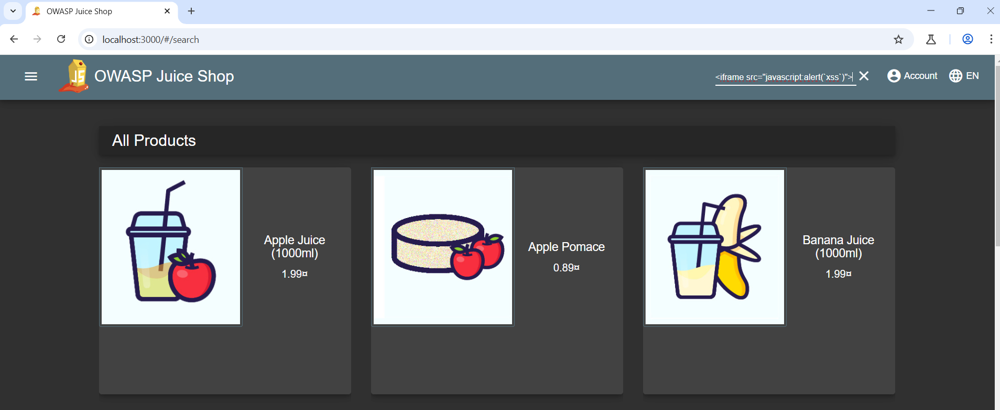 OWASP Juice Shop
localhost:3000/#/search
JS
OWASP Juice Shop
<iframe src="javascript:alert(`xss`)">
Account
EN
All Products
Apple Juice
(1000ml)
1.99¤
Apple Pomace
0.89¤
Banana Juice
(1000ml)
1.99¤